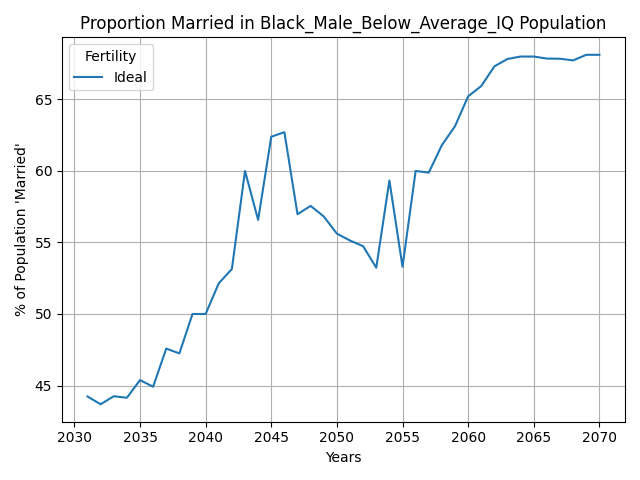 Proportion Married in Black_Male_Below_Average_IQ Population
Fertility
Ideal
% of Population 'Married'
65
60
55
50
45
2030 2035 2040 2045 2050 2055 2060 2065 2070
Years